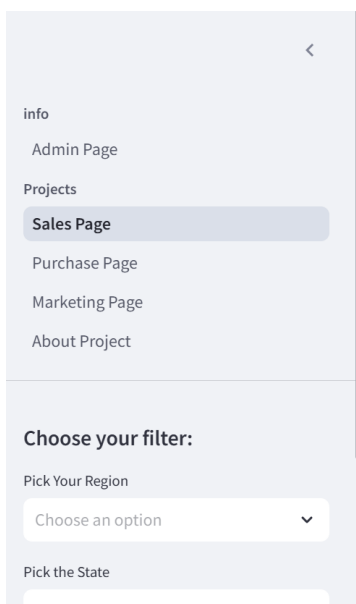 info
Admin Page
Projects
Sales Page
Purchase Page
Marketing Page
About Project
Choose your filter:
Pick Your Region
Choose an option
Pick the State